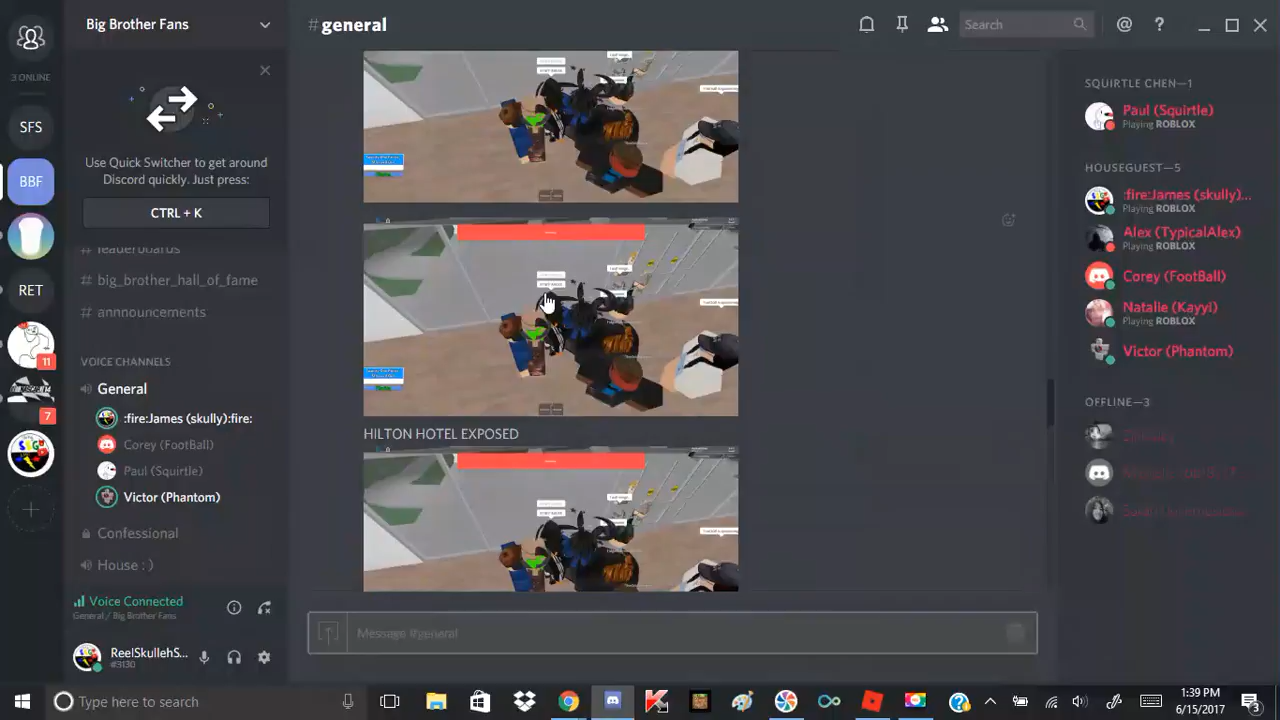 Big Brother Fans
#general
Search
3 ONLINE
SFS
BBF
RET
11
7
Use Quick Switcher to get around
Discord quickly. Just press:
CTRL + K
# leaderboards
# big_brother_hall_of_fame
# announcements
VOICE CHANNELS
General
:fire:James (skully):fire:
Corey (FootBall)
Paul (Squirtle)
Victor (Phantom)
Confessional
House : )
Voice Connected
General / Big Brother Fans
ReelSkullehS...
#3130
HILTON HOTEL EXPOSED
Message #general
SQUIRTLE CHEN—1
Paul (Squirtle)
Playing ROBLOX
HOUSEGUEST—5
:fire:James (skully)...
Playing ROBLOX
Alex (TypicalAlex)
Playing ROBLOX
Corey (FootBall)
Natalie (Kayyi)
Playing ROBLOX
Victor (Phantom)
OFFLINE—3
Type here to search
1:39 PM
6/15/2017
3